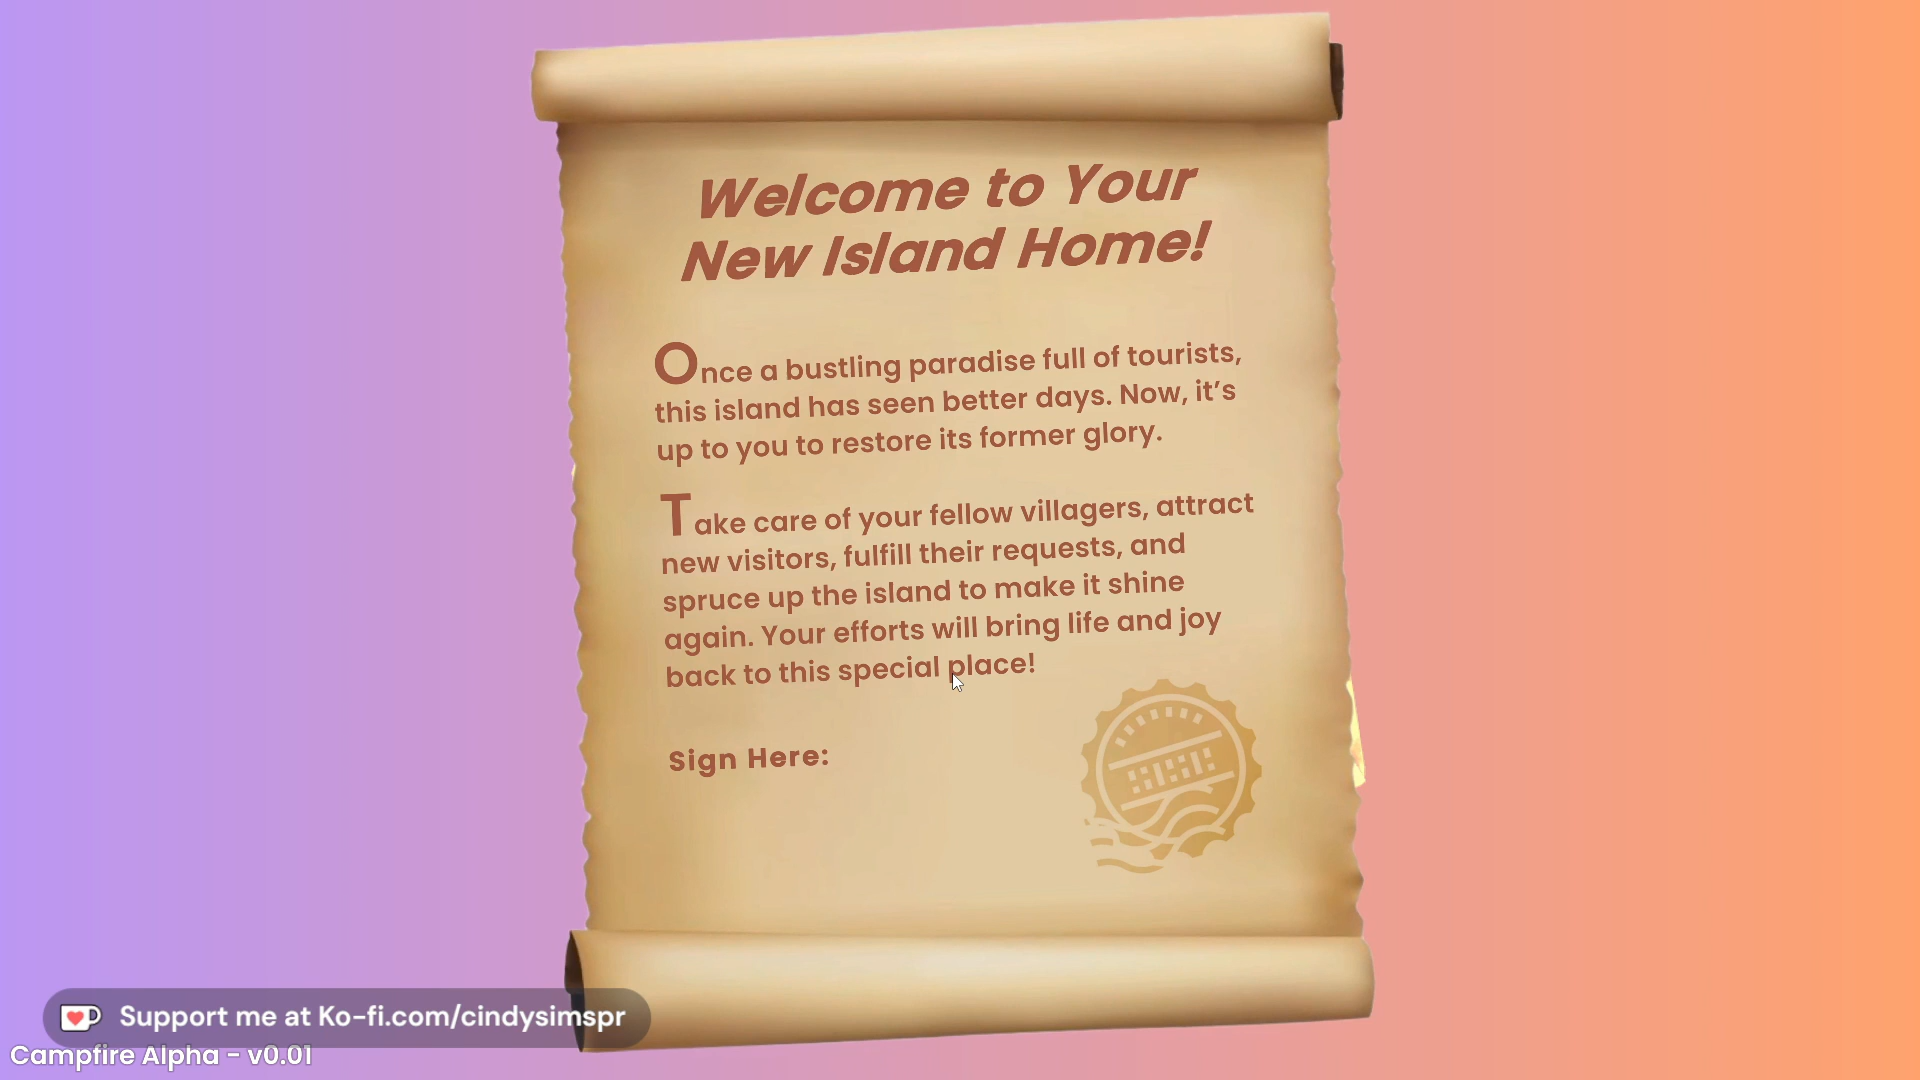 Welcome to Your
New Island Home!
Once a bustling paradise full of tourists,
this island has seen better days. Now, it’s
up to you to restore its former glory.
Take care of your fellow villagers, attract
new visitors, fulfill their requests, and
spruce up the island to make it shine
again. Your efforts will bring life and joy
back to this special place!
Sign Here:
Support me at Ko-fi.com/cindysimspr
Campfire Alpha - v0.01